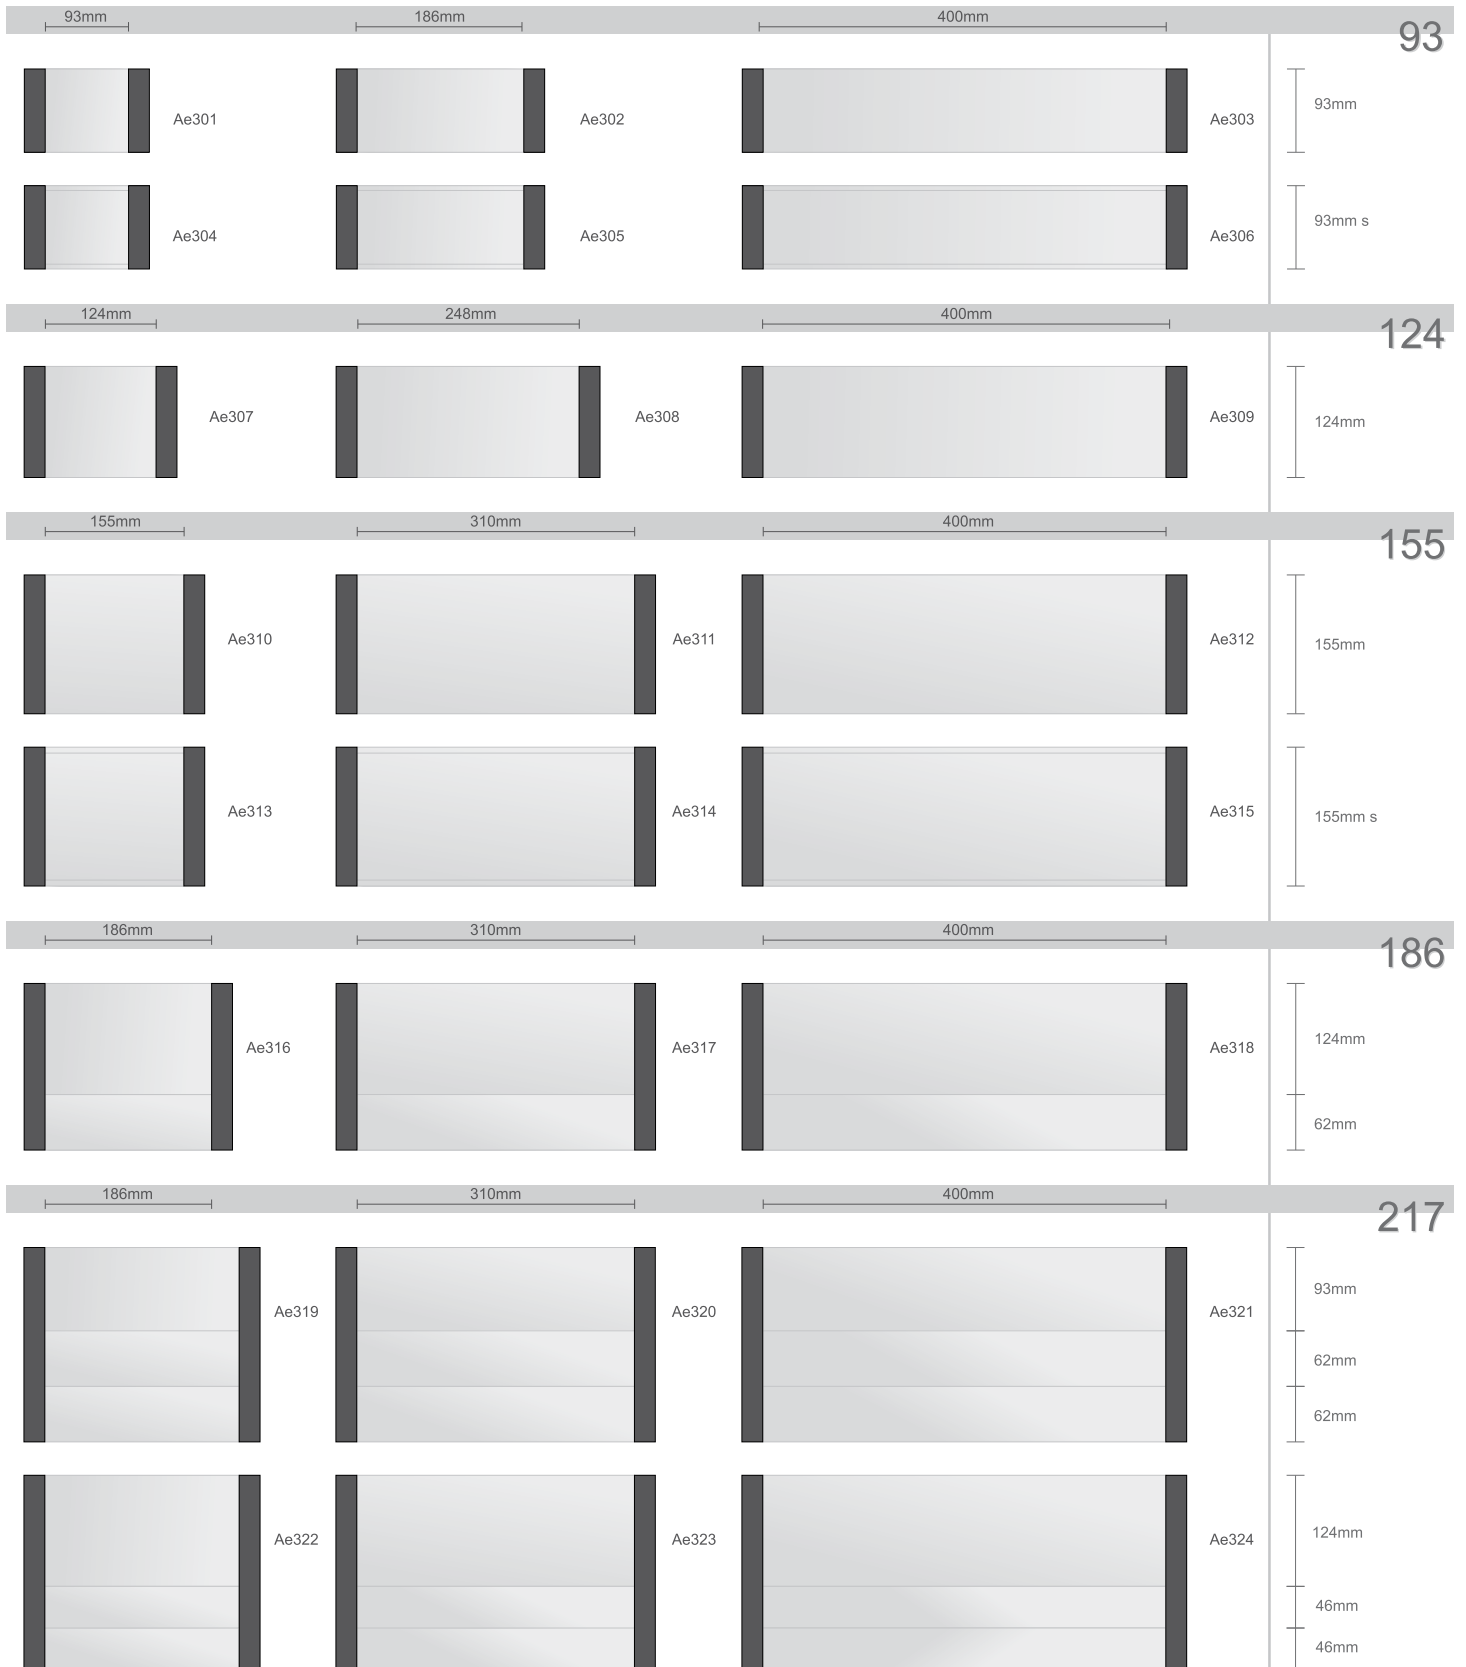 93mm 186mm 400mm
93
Ae301 Ae302 Ae303 93mm
Ae304 Ae305 Ae306 93mm s
124mm 248mm 400mm
124
Ae307 Ae308 Ae309 124mm
155mm 310mm 400mm
155
Ae310 Ae311 Ae312 155mm
Ae313 Ae314 Ae315 155mm s
186mm 310mm 400mm
186
Ae316 Ae317 Ae318 124mm
62mm
186mm 310mm 400mm
217
93mm
Ae319 Ae320 Ae321
62mm
62mm
Ae322 Ae323 Ae324 124mm
46mm
46mm